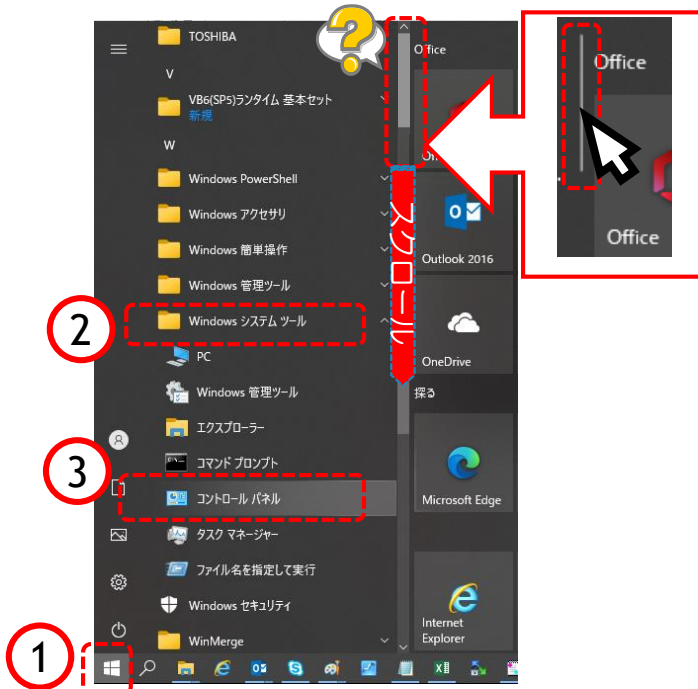 TOSHIBA
V
VB6(SP5)ランタイム 基本セット
新規
W
Windows PowerShell
Windows アクセサリ
Windows 簡単操作
Windows 管理ツール
2
Windows システム ツール
PC
Windows 管理ツール
エクスプローラー
コマンド プロンプト
3
コントロール パネル
タスク マネージャー
ファイル名を指定して実行
Windows セキュリティ
WinMerge
1
?
スクロール
Office
Outlook 2016
OneDrive
探る
Microsoft Edge
Internet
Explorer
Office
Office